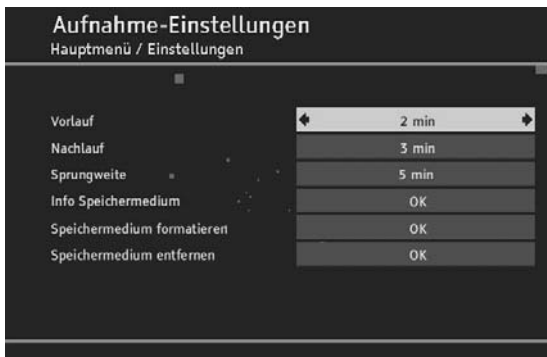 Aufnahme-Einstellungen
Hauptmenü / Einstellungen
Vorlauf 2 min
Nachlauf 3 min
Sprungweite 5 min
Info Speichermedium OK
Speichermedium formatieren OK
Speichermedium entfernen OK